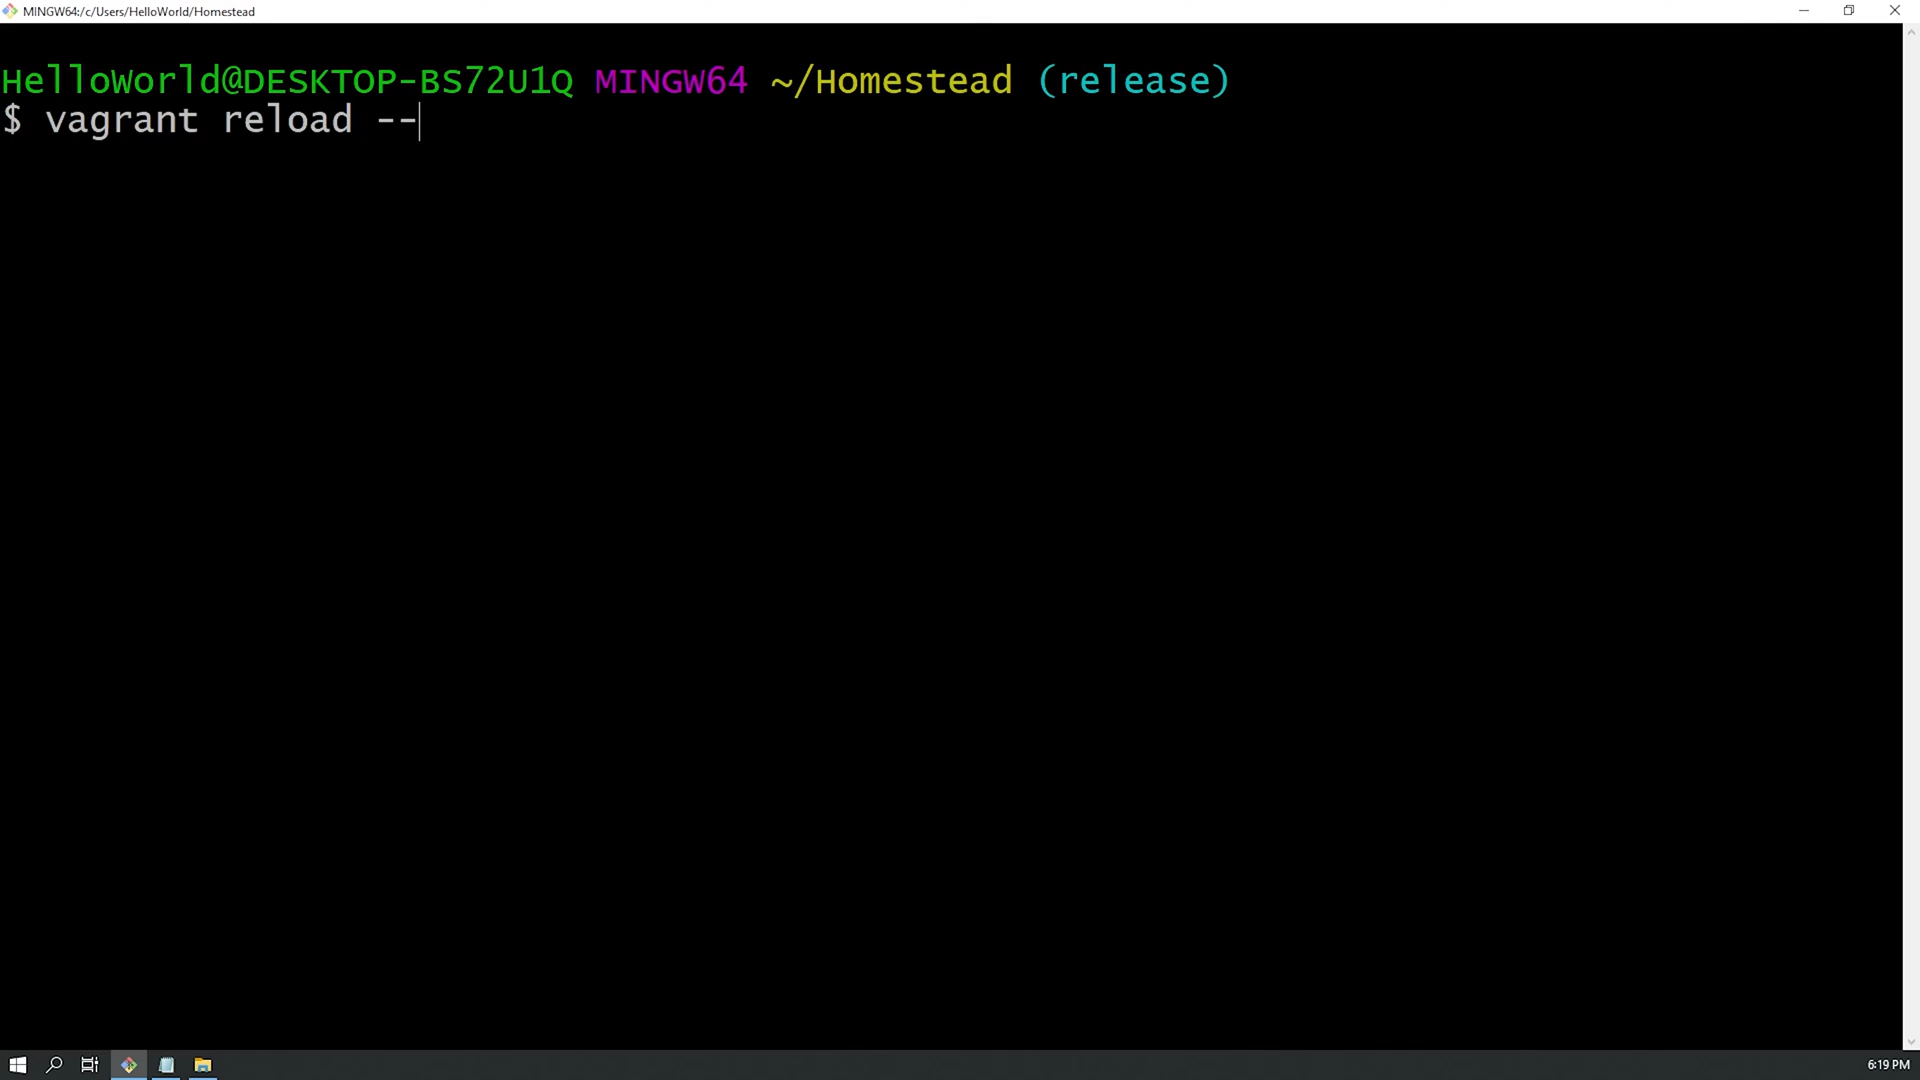 MINGW64:/c/Users/HelloWorld/Homestead
HelloWorld@DESKTOP-BS72U1Q MINGW64 ~/Homestead (release)
$ vagrant reload --
6:19 PM